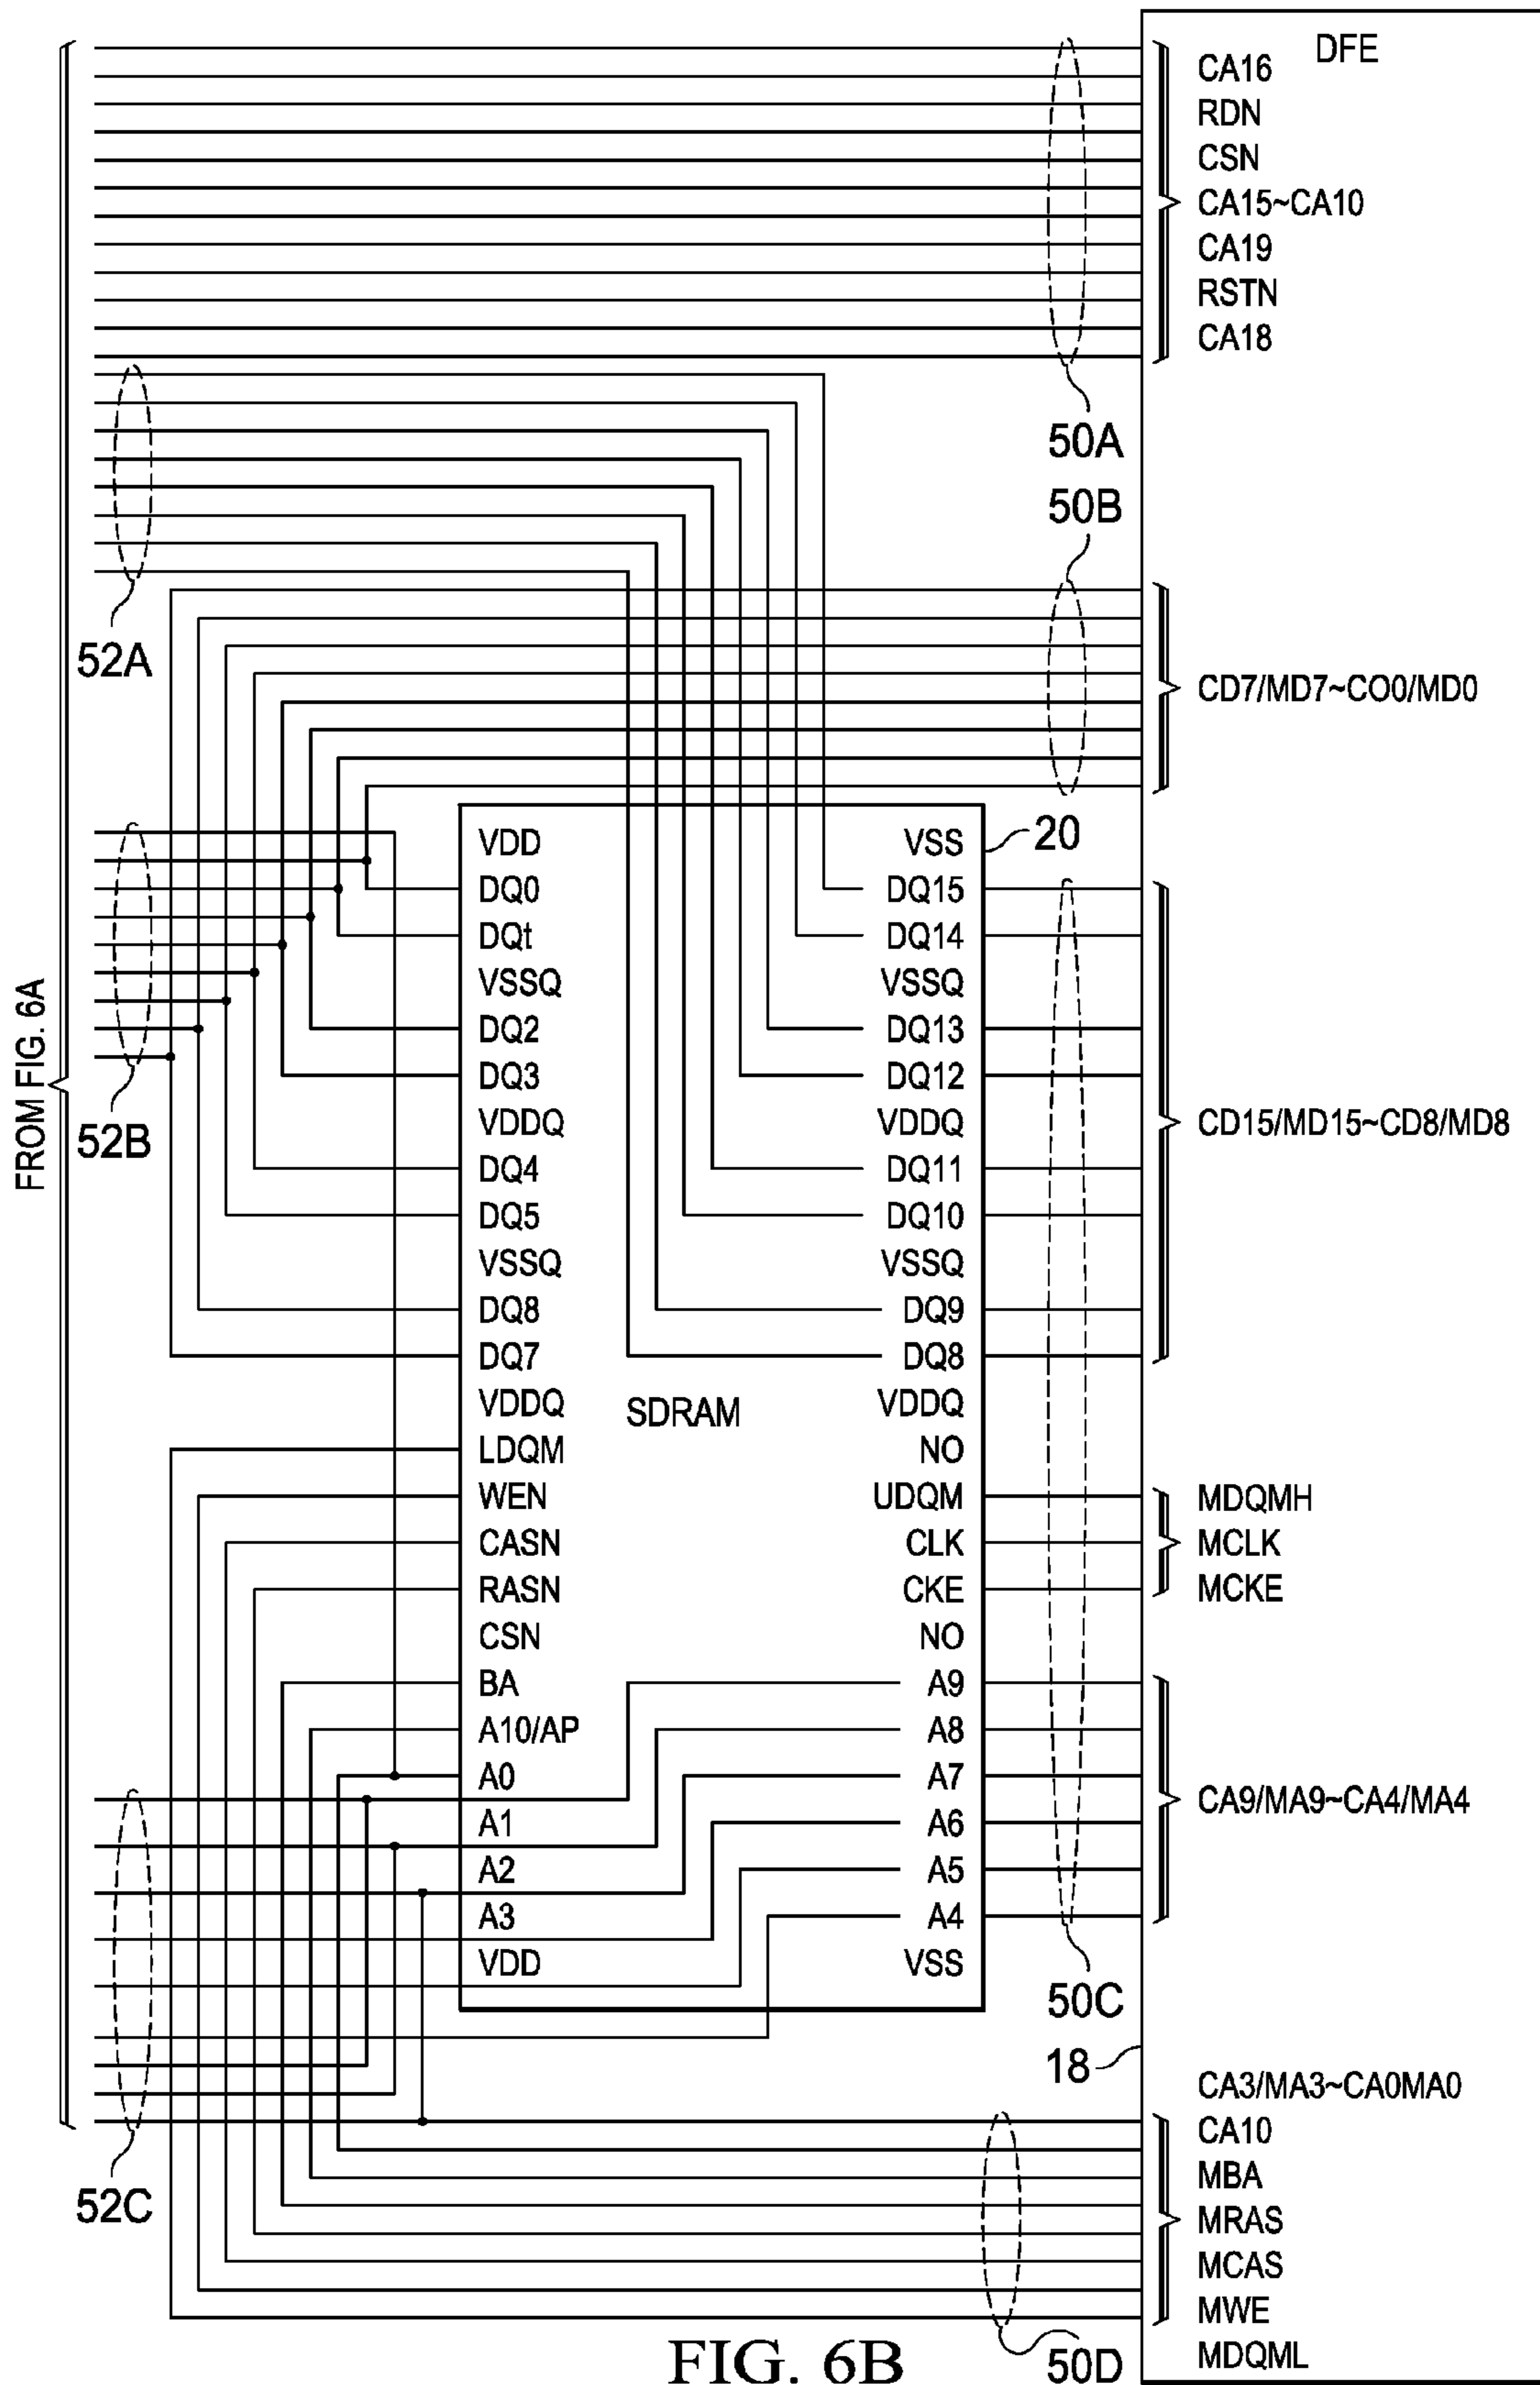 DFE
CA16
RDN
CSN
CA15~CA10
CA19
RSTN
CA18
50A
50B
52A
CD7/MD7~CO0/MD0
FROM FIG. 6A
52B
20
VDD
DQ0
DQt
VSSQ
DQ2
DQ3
VDDQ
DQ4
DQ5
VSSQ
DQ8
DQ7
VDDQ
LDQM
WEN
CASN
RASN
CSN
BA
A10/AP
A0
A1
A2
A3
VDD
SDRAM
VSS
DQ15
DQ14
VSSQ
DQ13
DQ12
VDDQ
DQ11
DQ10
VSSQ
DQ9
DQ8
VDDQ
NO
UDQM
CLK
CKE
NO
A9
A8
A7
A6
A5
A4
VSS
CD15/MD15~CD8/MD8
MDQMH
MCLK
MCKE
CA9/MA9~CA4/MA4
50C
18
52C
CA3/MA3~CA0MA0
CA10
MBA
MRAS
MCAS
MWE
MDQML
50D
FIG. 6B